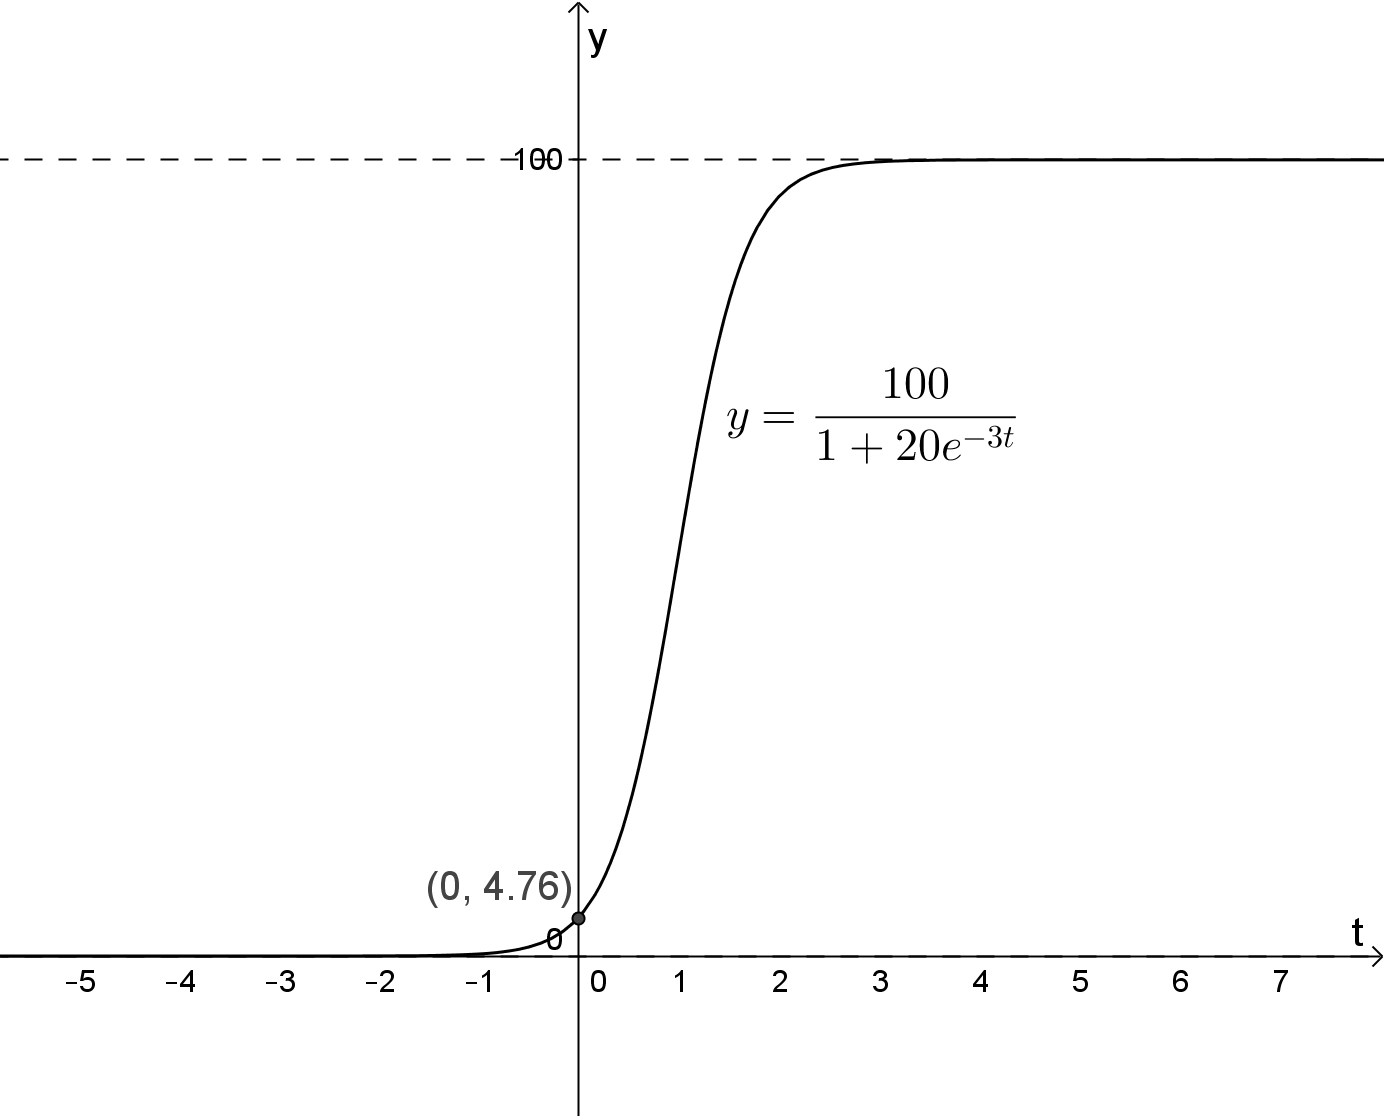 y
100
y = \frac{100}{1 + 20e^{-3t}}
(0, 4.76)
0
t
-5 -4 -3 -2 -1 0 1 2 3 4 5 6 7